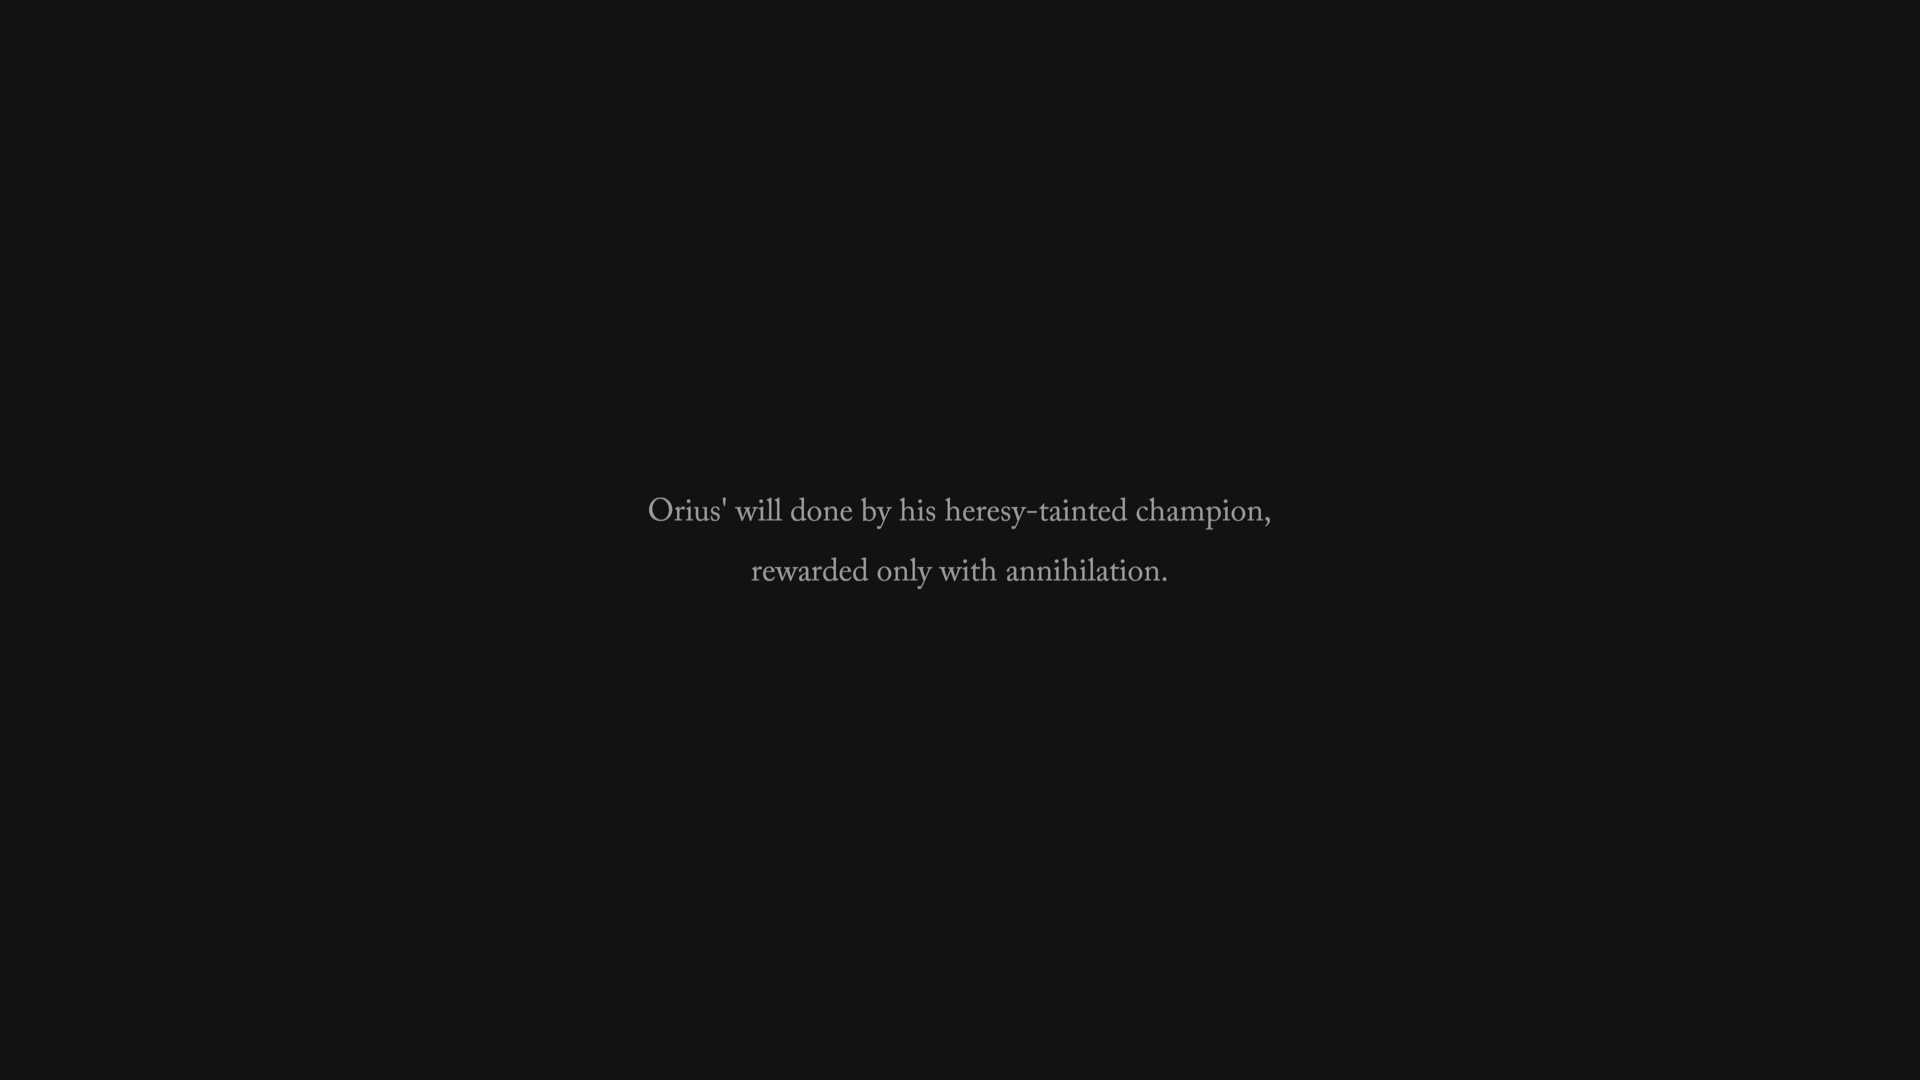 Orius' will done by his heresy-tainted champion,
rewarded only with annihilation.